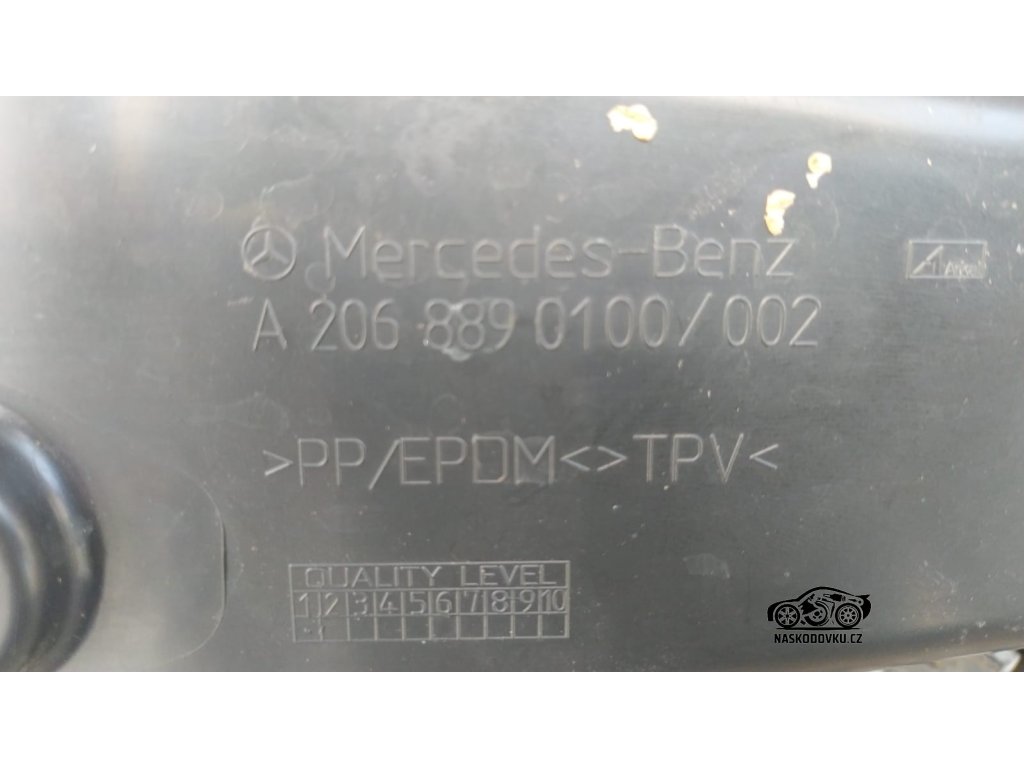 Mercedes-Benz
A 206 889 0100/002
>PP/EPDM<>TPV<
QUALITY LEVEL
1 2 3 4 5 6 7 8 9 10
NASKODOVKU.CZ